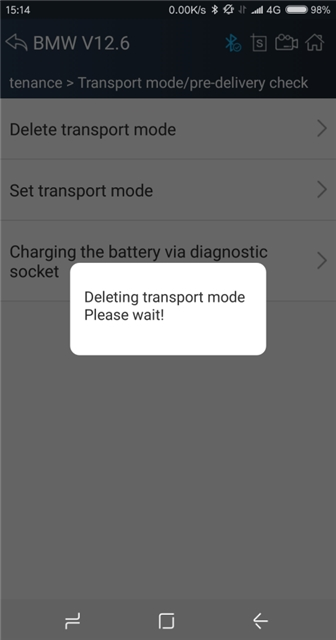 15:14 0.00K/s 4G 98%
BMW V12.6
S
tenance > Transport mode/pre-delivery check
Delete transport mode
Set transport mode
Charging the battery via diagnostic
socket
Deleting transport mode
Please wait!